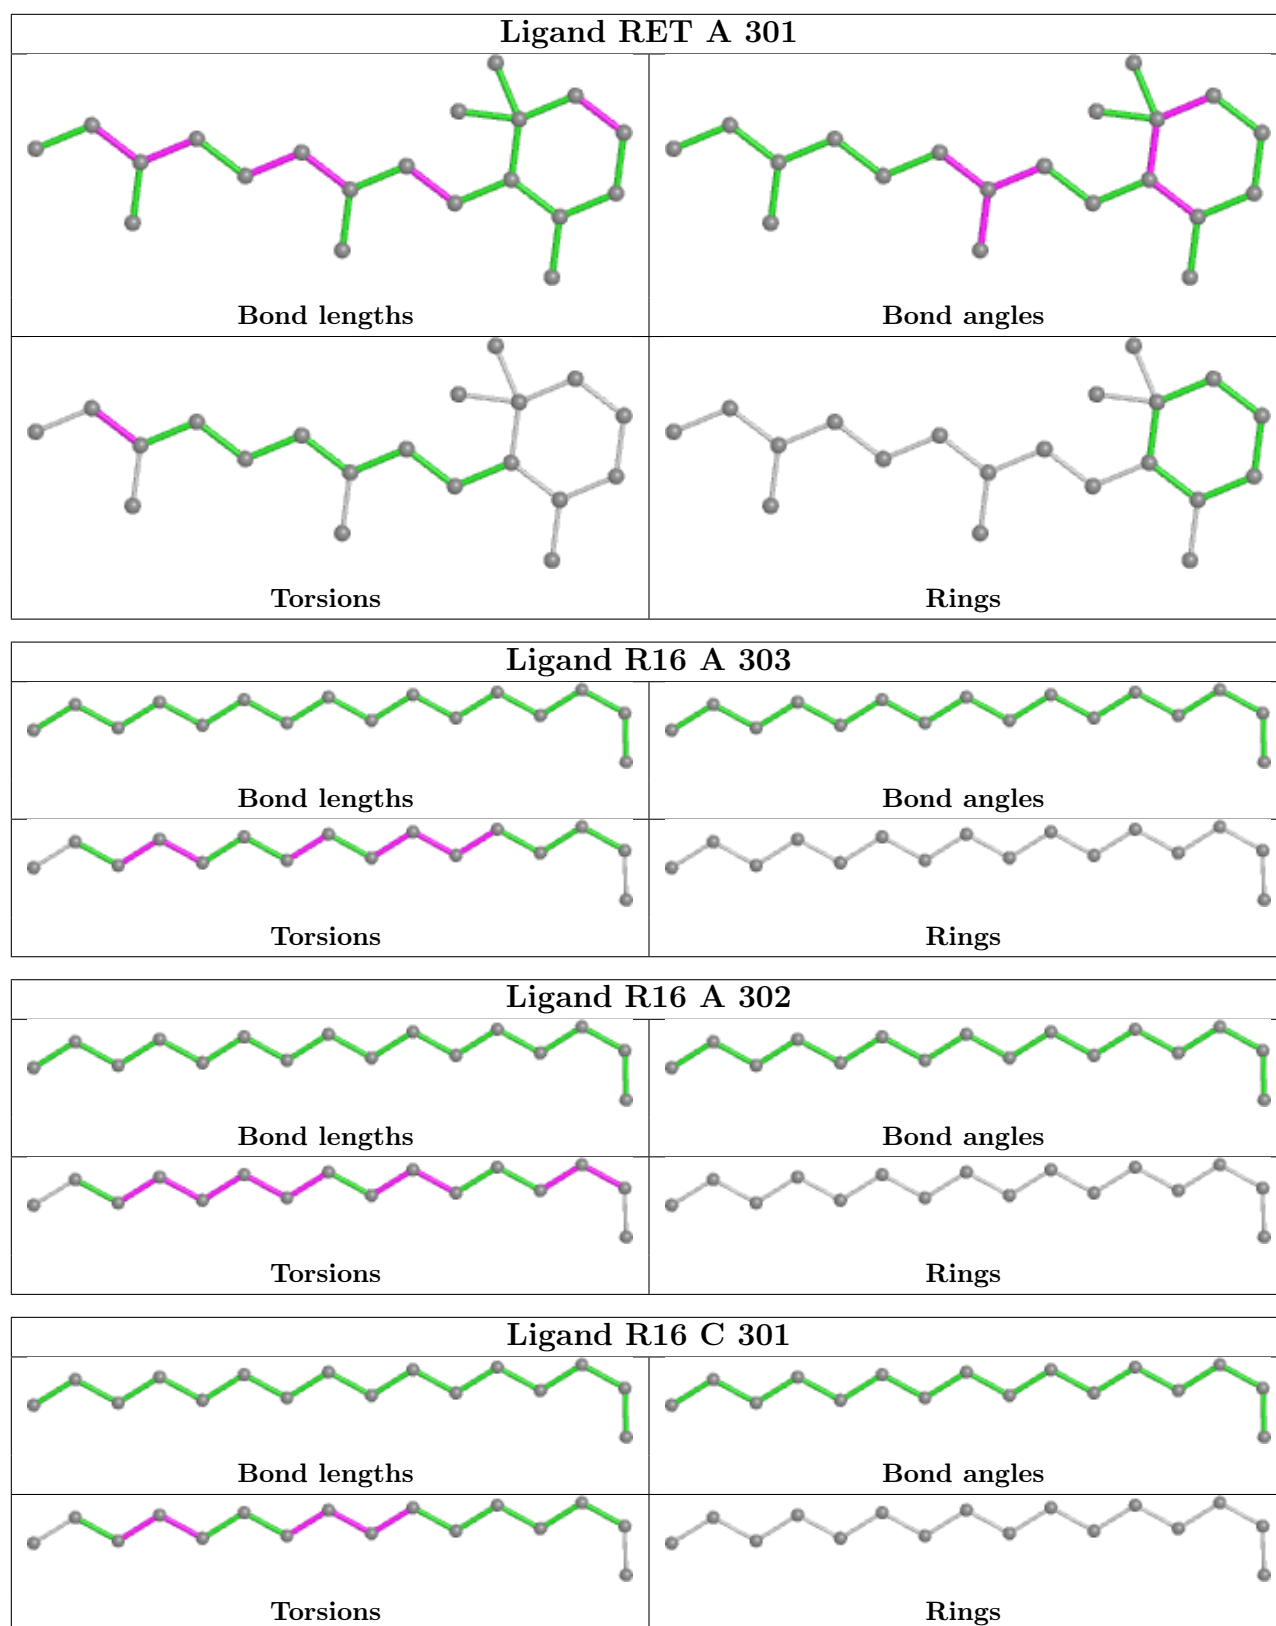 Ligand RET A 301
Bond lengths
Bond angles
Torsions
Rings
Ligand R16 A 303
Bond lengths
Bond angles
Torsions
Rings
Ligand R16 A 302
Bond lengths
Bond angles
Torsions
Rings
Ligand R16 C 301
Bond lengths
Bond angles
Torsions
Rings